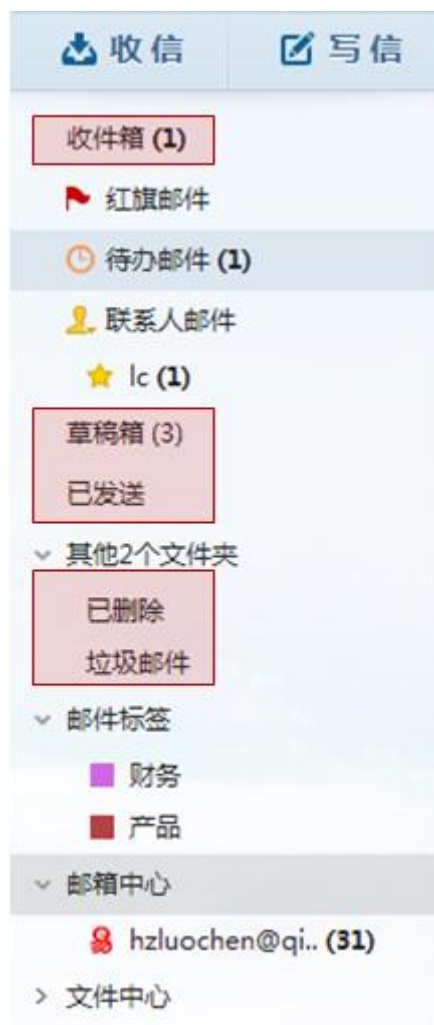 收信 写信
收件箱 (1)
红旗邮件
待办邮件 (1)
联系人邮件
lc (1)
草稿箱 (3)
已发送
其他2个文件夹
已删除
垃圾邮件
邮件标签
财务
产品
邮箱中心
hzluochen@qi.. (31)
文件中心